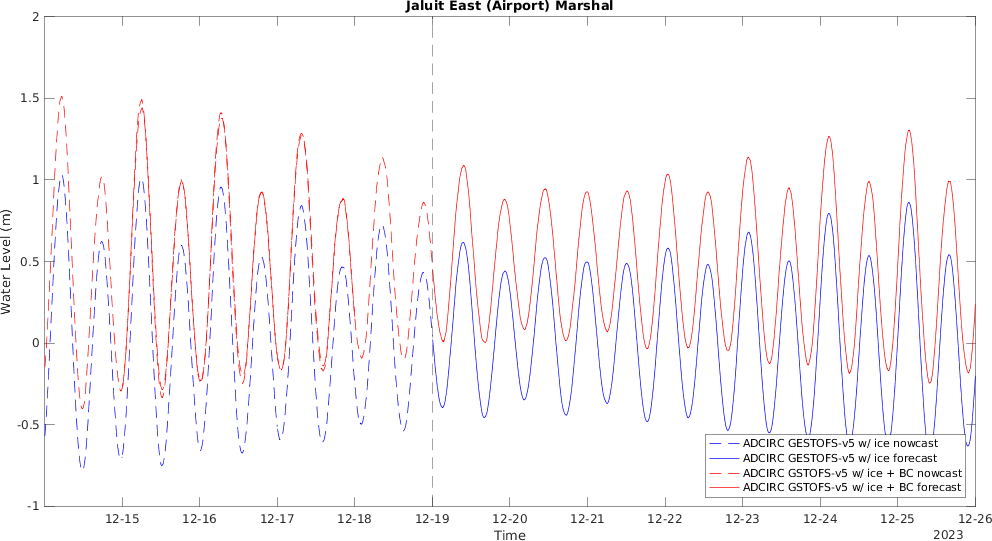 Jaluit East (Airport) Marshal
2
1.5
1
0.5
0
-0.5
-1
Water Level (m)
12-15 12-16 12-17 12-18 12-19 12-20 12-21 12-22 12-23 12-24 12-25 12-26
2023
Time
ADCIRC GESTOFS-v5 w/ ice nowcast
ADCIRC GESTOFS-v5 w/ ice forecast
ADCIRC GSTOFS-v5 w/ ice + BC nowcast
ADCIRC GSTOFS-v5 w/ ice + BC forecast